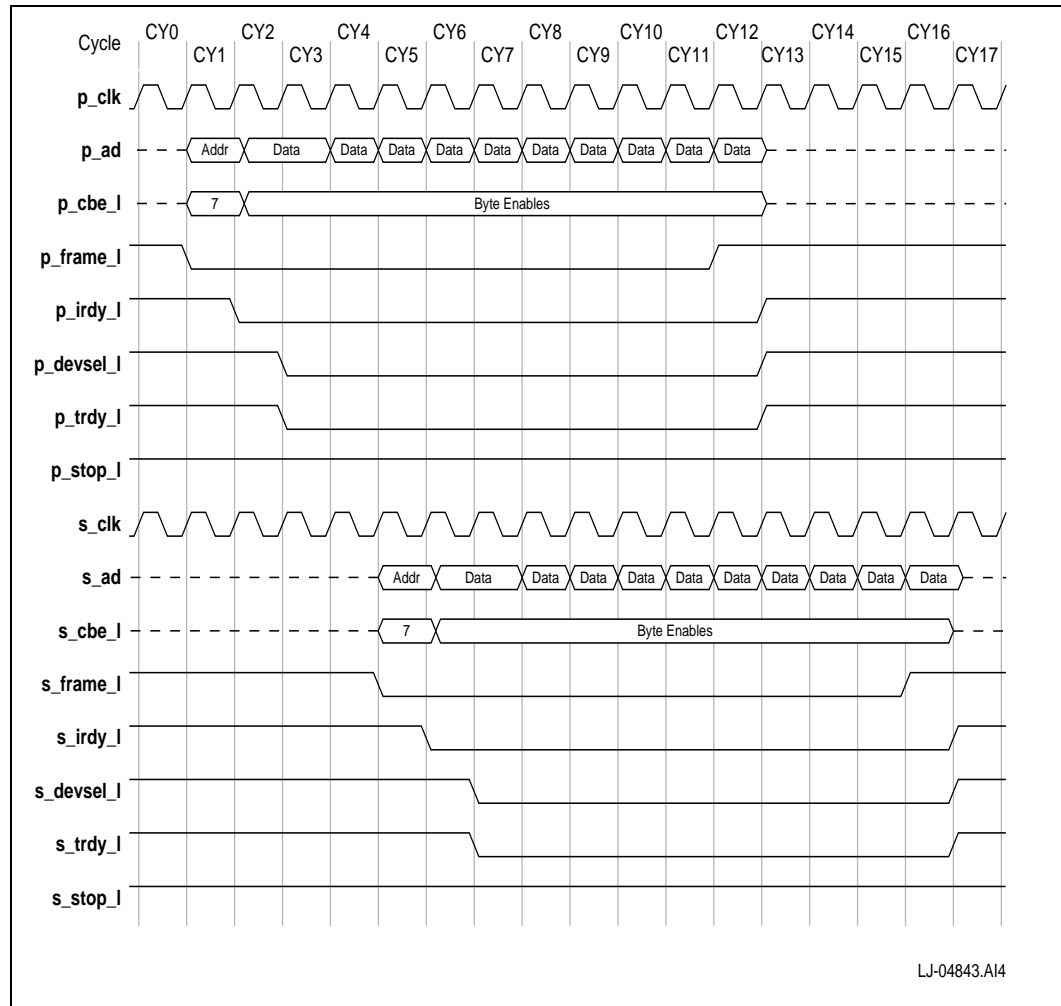 Cycle CY0 CY2 CY4 CY6 CY8 CY10 CY12 CY14 CY16
CY1 CY3 CY5 CY7 CY9 CY11 CY13 CY15 CY17
p_clk
p_ad Addr Data Data Data Data Data Data Data Data Data Data
p_cbe_l 7 Byte Enables
p_frame_l
p_irdy_l
p_devsel_l
p_trdy_l
p_stop_l
s_clk
s_ad Addr Data Data Data Data Data Data Data Data Data Data
s_cbe_l 7 Byte Enables
s_frame_l
s_irdy_l
s_devsel_l
s_trdy_l
s_stop_l
LJ-04843.AI4